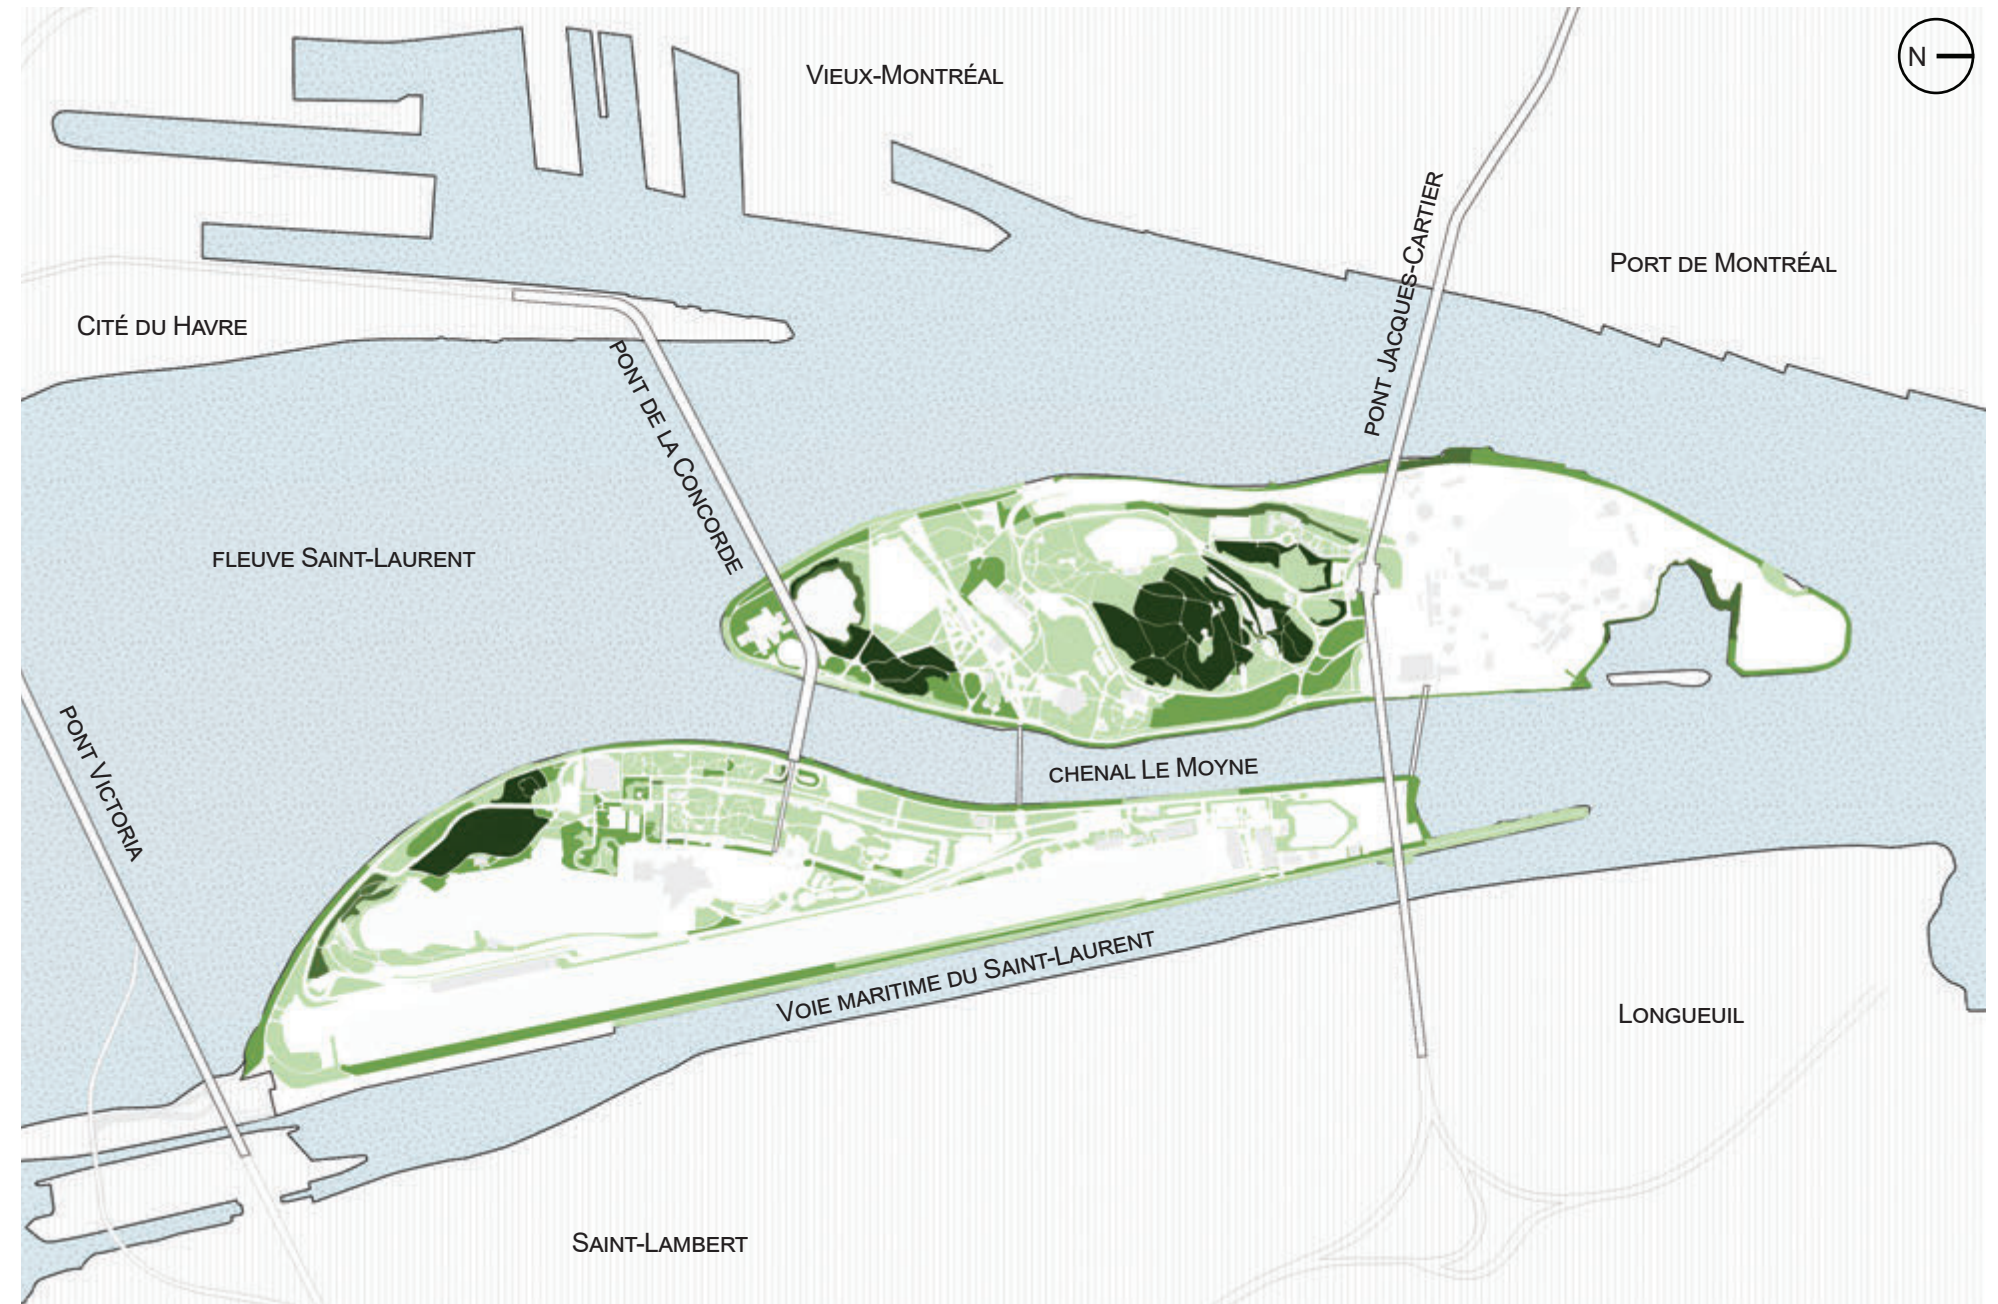 N
Vieux-Montréal
Port de Montréal
Pont Jacques-Cartier
Cité du Havre
Pont de la Concorde
fleuve Saint-Laurent
Pont Victoria
chenal Le Moyne
Voie maritime du Saint-Laurent
Longueuil
Saint-Lambert